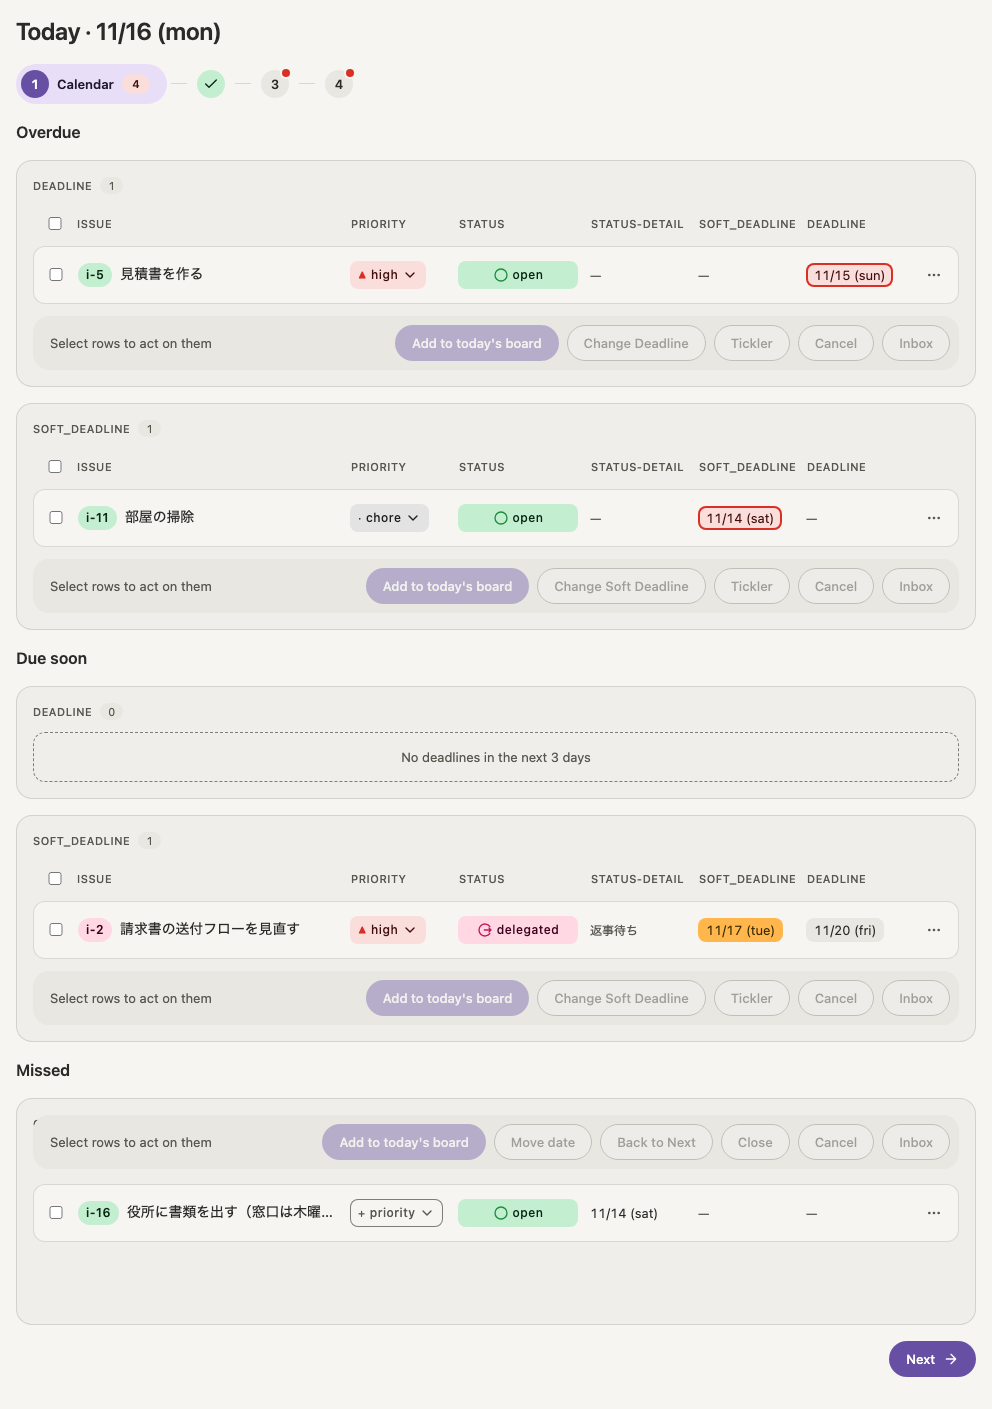 Today · 11/16 (mon)
1 Calendar 4 3 4
Overdue
DEADLINE 1
ISSUE PRIORITY STATUS STATUS-DETAIL SOFT_DEADLINE DEADLINE
i-5 見積書を作る ▲ high open — — 11/15 (sun) ···
Select rows to act on them Add to today's board Change Deadline Tickler Cancel Inbox
SOFT_DEADLINE 1
ISSUE PRIORITY STATUS STATUS-DETAIL SOFT_DEADLINE DEADLINE
i-11 部屋の掃除 · chore open — 11/14 (sat) — ···
Select rows to act on them Add to today's board Change Soft Deadline Tickler Cancel Inbox
Due soon
DEADLINE 0
No deadlines in the next 3 days
SOFT_DEADLINE 1
ISSUE PRIORITY STATUS STATUS-DETAIL SOFT_DEADLINE DEADLINE
i-2 請求書の送付フローを見直す ▲ high delegated 返事待ち 11/17 (tue) 11/20 (fri) ···
Select rows to act on them Add to today's board Change Soft Deadline Tickler Cancel Inbox
Missed
Select rows to act on them Add to today's board Move date Back to Next Close Cancel Inbox
i-16 役所に書類を出す（窓口は木曜... + priority open 11/14 (sat) — — ···
Next →